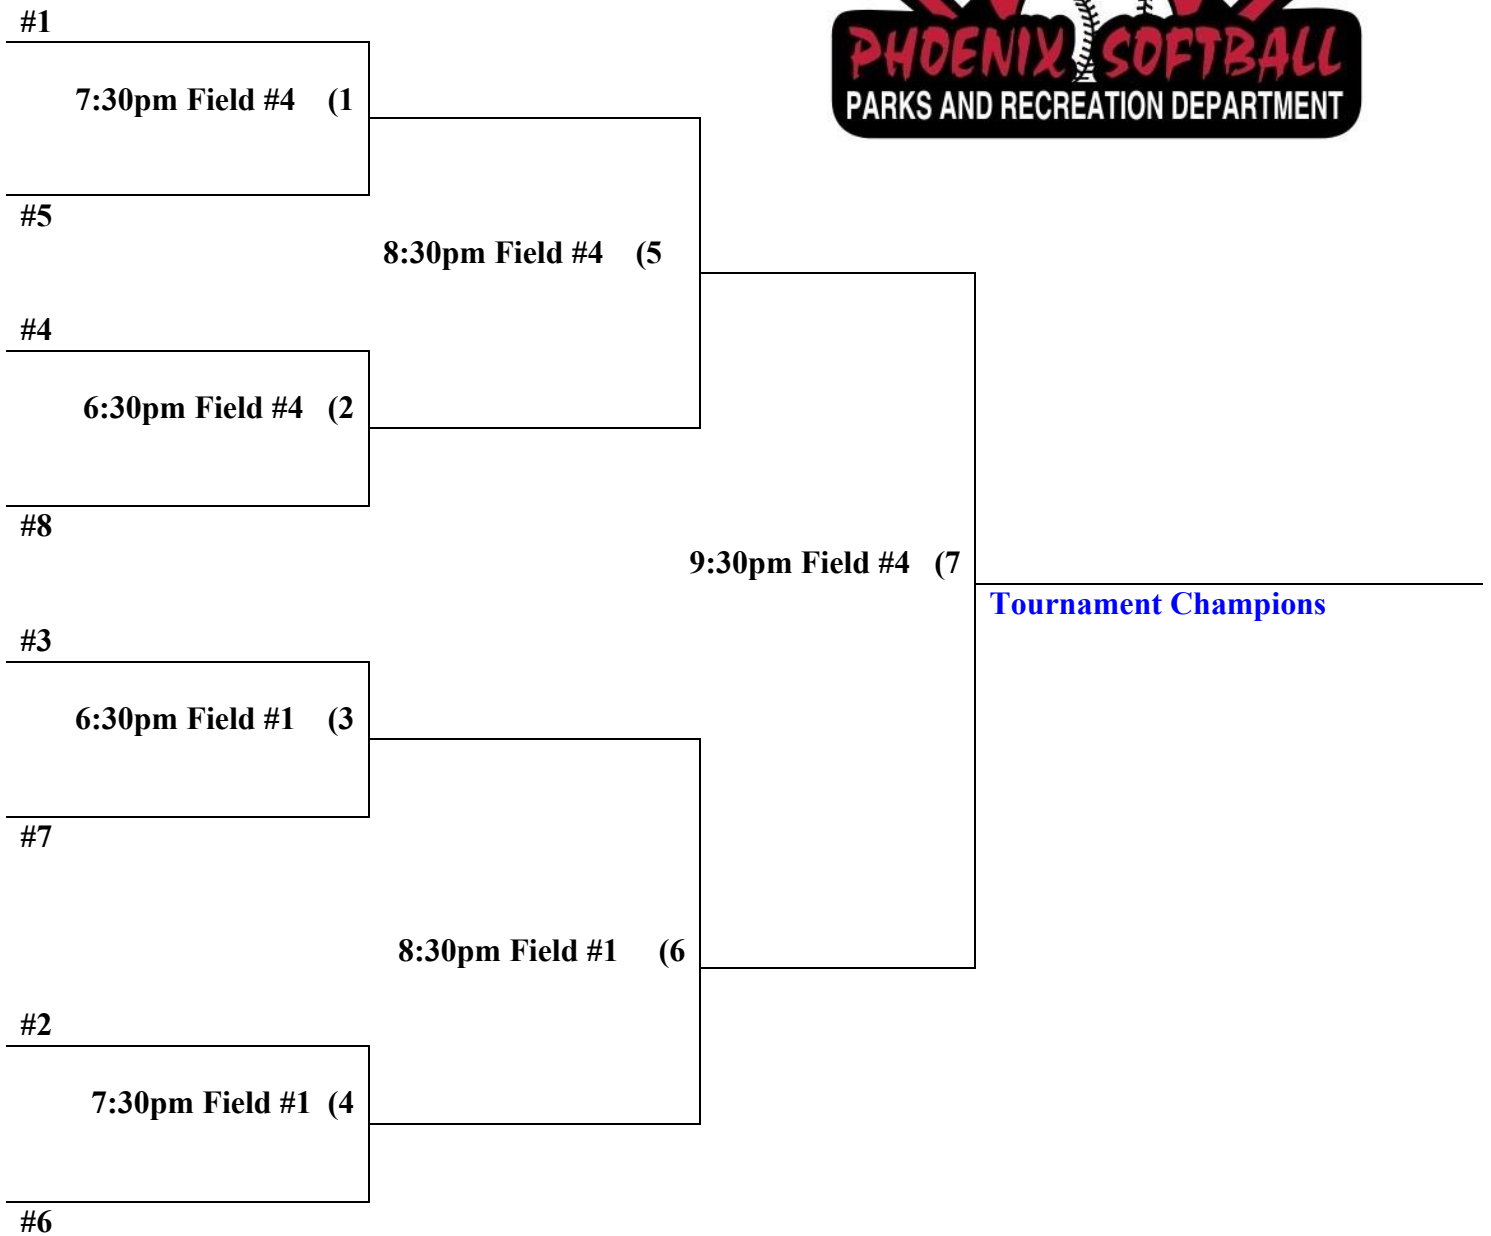 #1
PHOENIX SOFTBALL
PARKS AND RECREATION DEPARTMENT
7:30pm Field #4 (1
#5
8:30pm Field #4 (5
#4
6:30pm Field #4 (2
#8
9:30pm Field #4 (7
Tournament Champions
#3
6:30pm Field #1 (3
#7
8:30pm Field #1 (6
#2
7:30pm Field #1 (4
#6